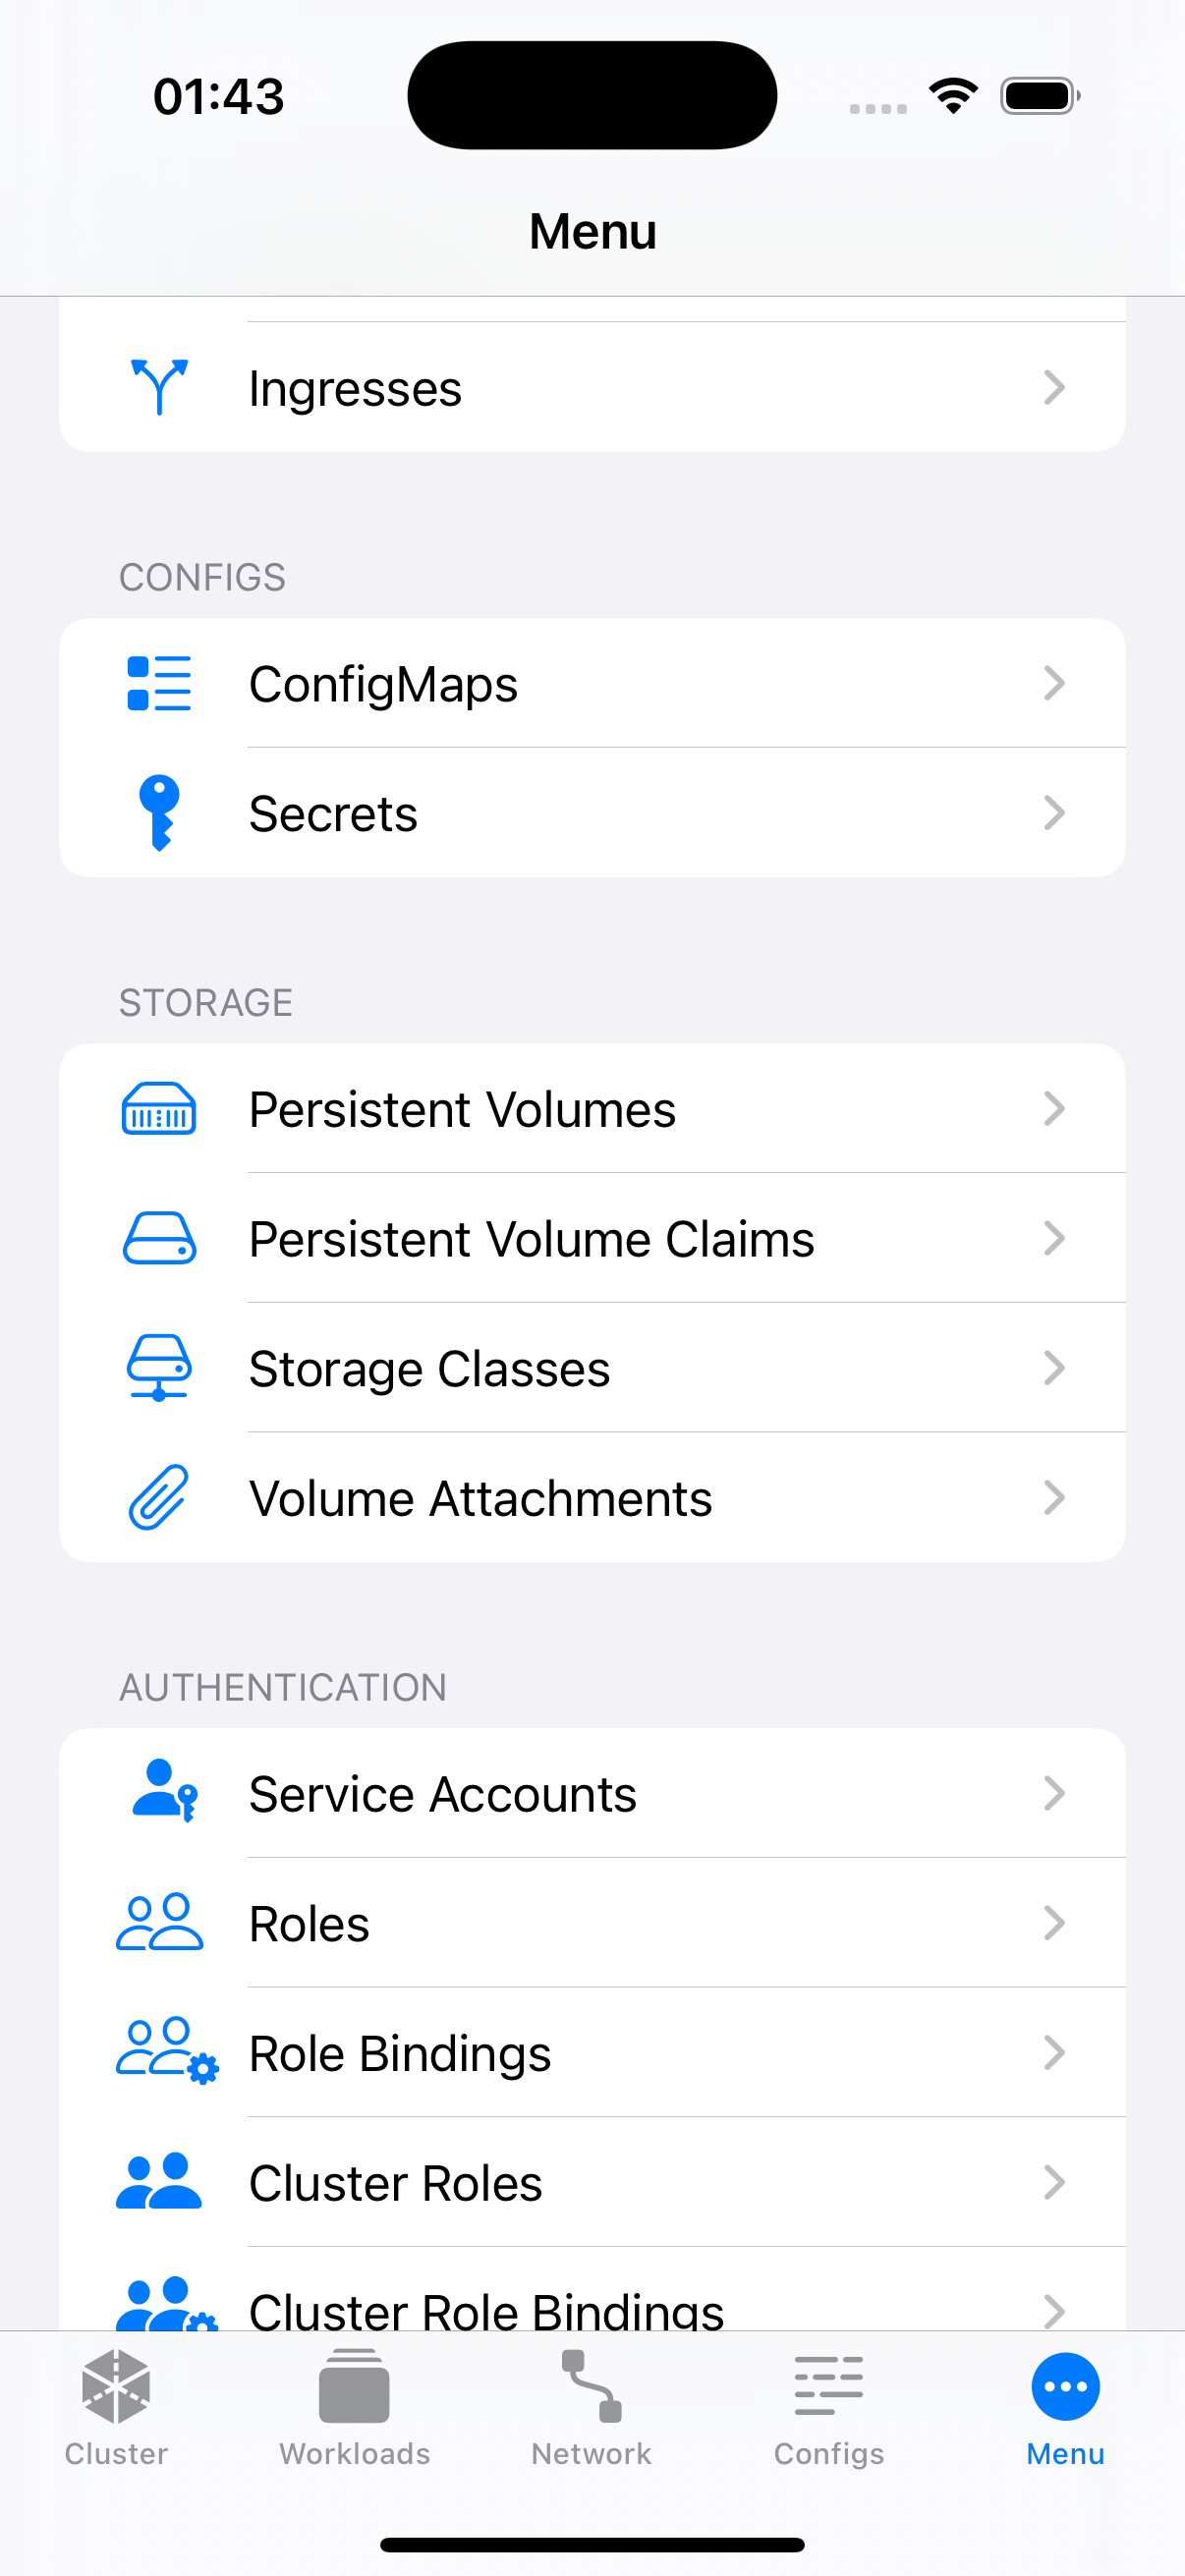 01:43
Menu
Ingresses
CONFIGS
ConfigMaps
Secrets
STORAGE
Persistent Volumes
Persistent Volume Claims
Storage Classes
Volume Attachments
AUTHENTICATION
Service Accounts
Roles
Role Bindings
Cluster Roles
Cluster Role Bindings
Cluster
Workloads
Network
Configs
Menu